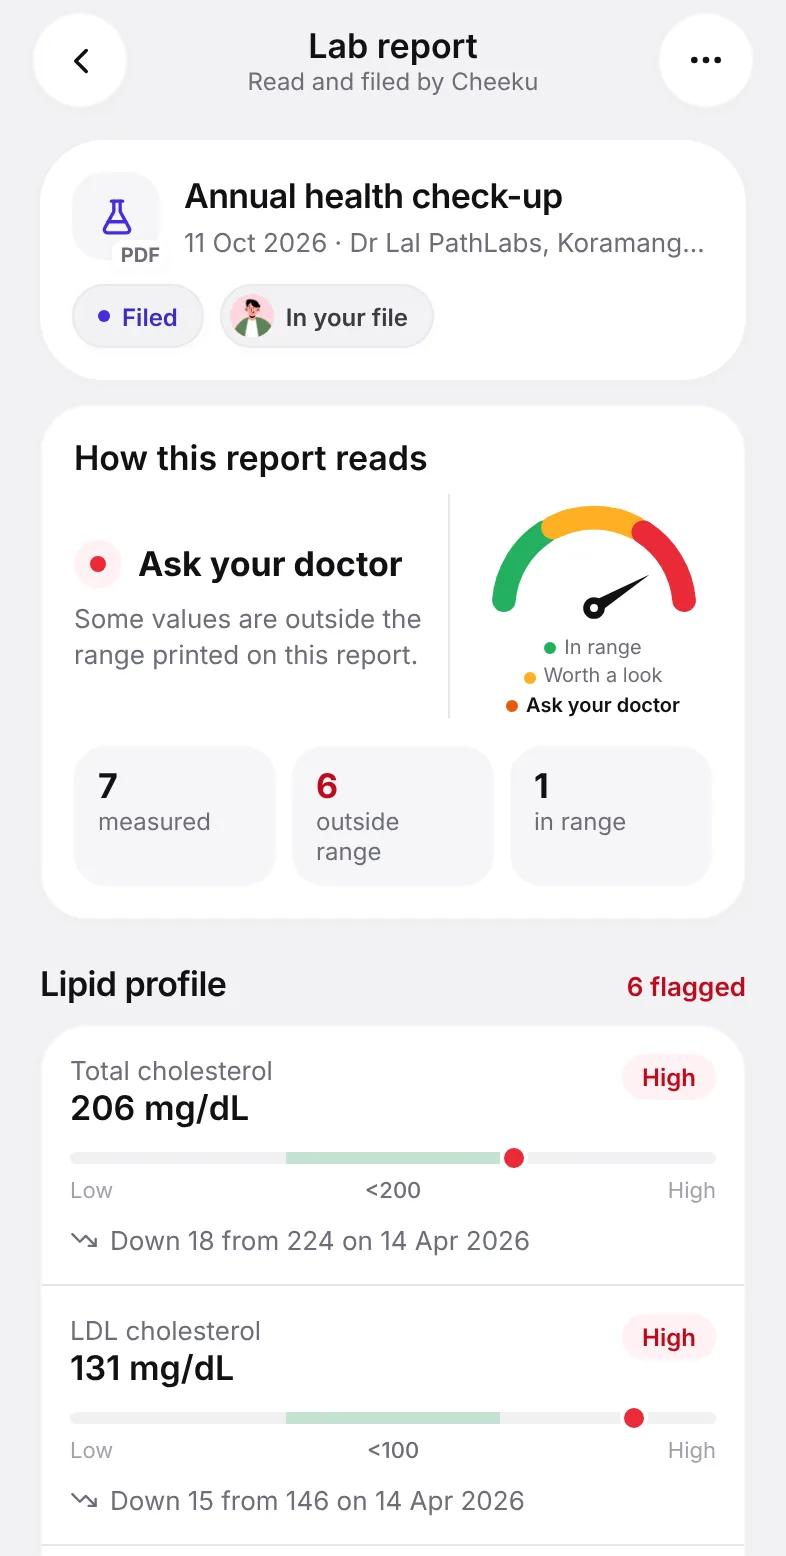 Lab report
Read and filed by Cheeku
Annual health check-up
11 Oct 2026 · Dr Lal PathLabs, Koramang...
PDF
Filed
In your file
How this report reads
Ask your doctor
Some values are outside the
range printed on this report.
In range
Worth a look
Ask your doctor
7
measured
6
outside
range
1
in range
Lipid profile
6 flagged
Total cholesterol
High
206 mg/dL
Low
<200
High
Down 18 from 224 on 14 Apr 2026
LDL cholesterol
High
131 mg/dL
Low
<100
High
Down 15 from 146 on 14 Apr 2026